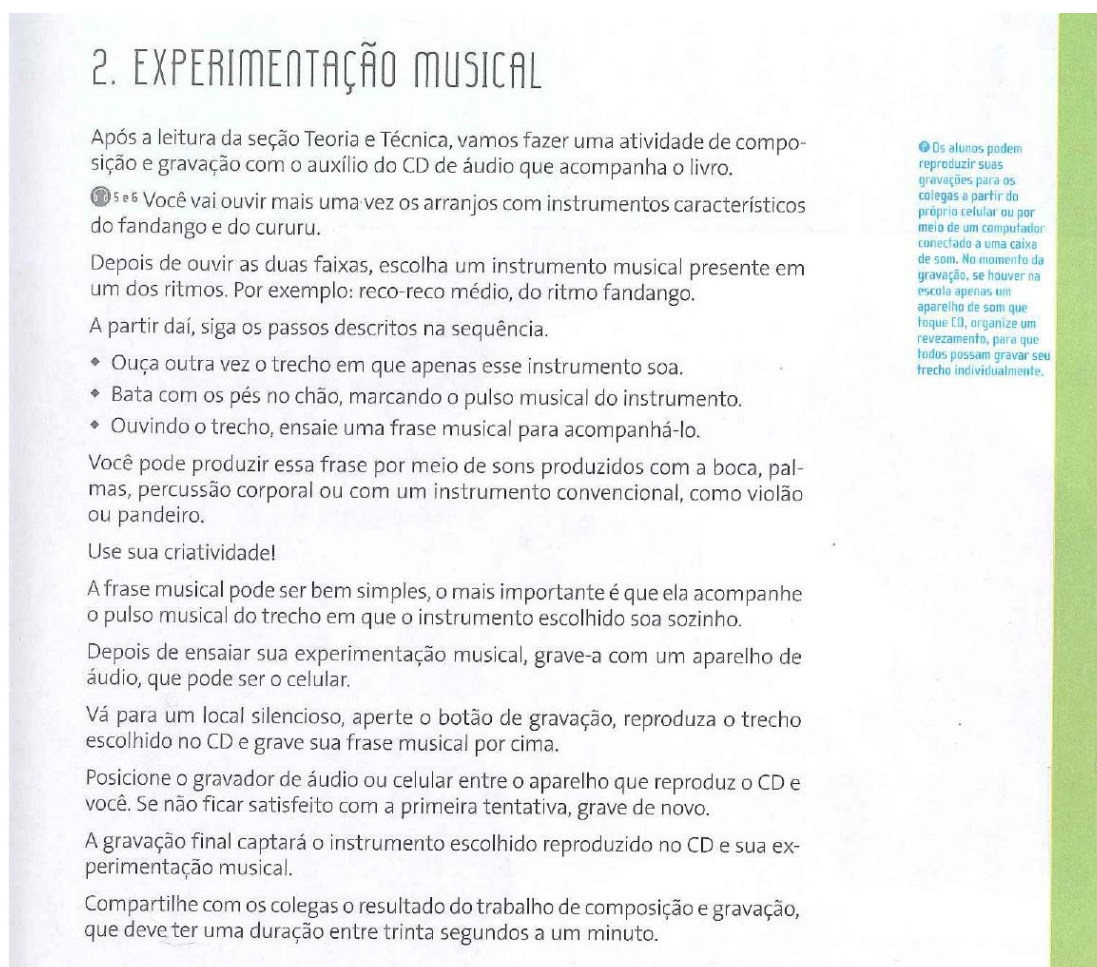 2. EXPERIMENTAÇÃO MUSICAL
Após a leitura da seção Teoria e Técnica, vamos fazer uma atividade de compo-
sição e gravação com o auxílio do CD de áudio que acompanha o livro.
5 e 6 Você vai ouvir mais uma vez os arranjos com instrumentos característicos
do fandango e do cururu.
Depois de ouvir as duas faixas, escolha um instrumento musical presente em
um dos ritmos. Por exemplo: reco-reco médio, do ritmo fandango.
A partir daí, siga os passos descritos na sequência.
◆ Ouça outra vez o trecho em que apenas esse instrumento soa.
◆ Bata com os pés no chão, marcando o pulso musical do instrumento.
◆ Ouvindo o trecho, ensaie uma frase musical para acompanhá-lo.
Você pode produzir essa frase por meio de sons produzidos com a boca, pal-
mas, percussão corporal ou com um instrumento convencional, como violão
ou pandeiro.
Use sua criatividade!
A frase musical pode ser bem simples, o mais importante é que ela acompanhe
o pulso musical do trecho em que o instrumento escolhido soa sozinho.
Depois de ensaiar sua experimentação musical, grave-a com um aparelho de
áudio, que pode ser o celular.
Vá para um local silencioso, aperte o botão de gravação, reproduza o trecho
escolhido no CD e grave sua frase musical por cima.
Posicione o gravador de áudio ou celular entre o aparelho que reproduz o CD e
você. Se não ficar satisfeito com a primeira tentativa, grave de novo.
A gravação final captará o instrumento escolhido reproduzido no CD e sua ex-
perimentação musical.
Compartilhe com os colegas o resultado do trabalho de composição e gravação,
que deve ter uma duração entre trinta segundos a um minuto.
Os alunos podem
reproduzir suas
gravações para os
colegas a partir do
próprio celular ou por
meio de um computador
conectado a uma caixa
de som. No momento da
gravação, se houver na
escola apenas um
aparelho de som que
toque CD, organize um
revezamento, para que
todos possam gravar seu
trecho individualmente.